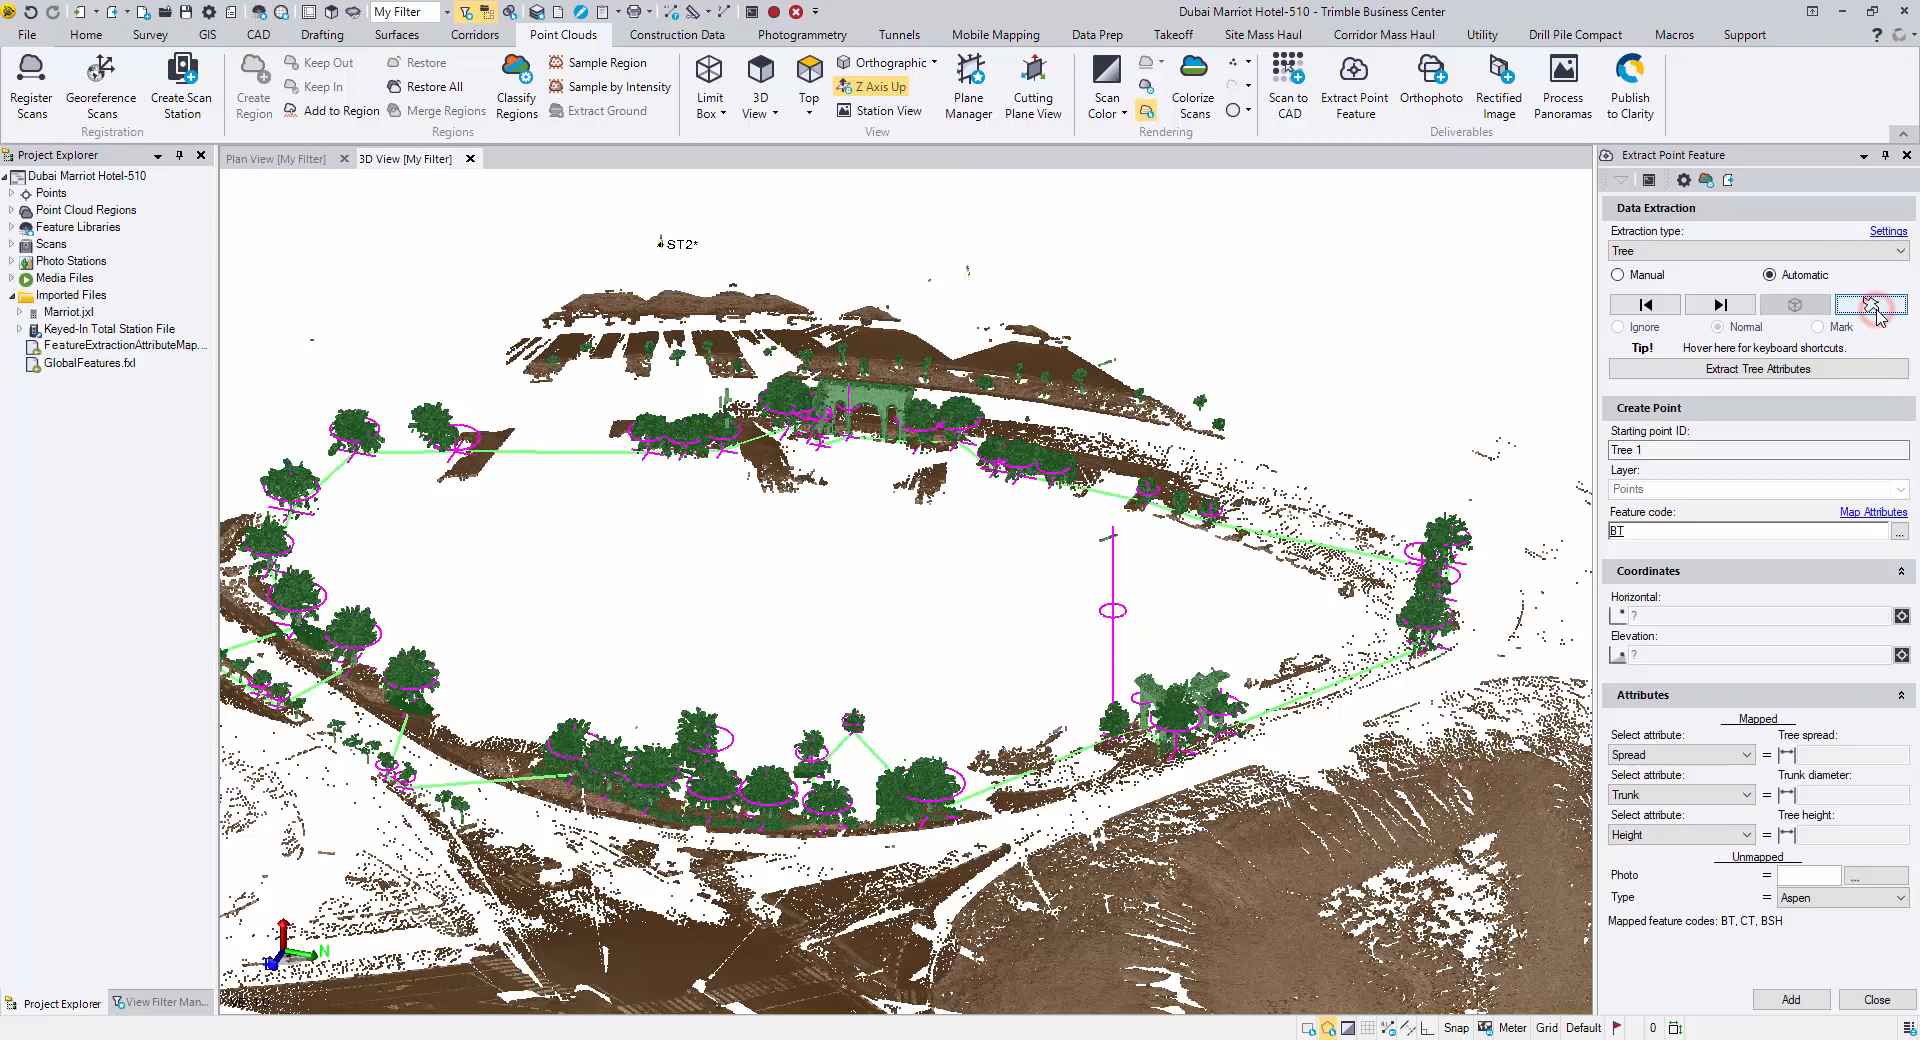 My Filter
Dubai Marriot Hotel-510 - Trimble Business Center
File Home Survey GIS CAD Drafting Surfaces Corridors Point Clouds Construction Data Photogrammetry Tunnels Mobile Mapping Data Prep Takeoff Site Mass Haul Corridor Mass Haul Utility Drill Pile Compact Macros Support
Register Scans
Georeference Scans
Create Scan Station
Registration
Create Region
Keep Out
Keep In
Add to Region
Restore
Restore All
Merge Regions
Classify Regions
Sample Region
Sample by Intensity
Extract Ground
Regions
Limit Box
3D View
Top
Orthographic
Z Axis Up
Station View
Plane Manager
Cutting Plane View
View
Scan Color
Colorize Scans
Rendering
Scan to CAD
Extract Point Feature
Orthophoto
Rectified Image
Process Panoramas
Publish to Clarity
Deliverables
Project Explorer
Dubai Marriot Hotel-510
Points
Point Cloud Regions
Feature Libraries
Scans
Photo Stations
Media Files
Imported Files
Marriot.jxl
Keyed-In Total Station File
FeatureExtractionAttributeMap...
GlobalFeatures.fxl
Project Explorer
View Filter Man...
Plan View [My Filter]
3D View [My Filter]
ST2*
N
Extract Point Feature
Data Extraction
Extraction type:
Settings
Tree
Manual
Automatic
Ignore
Normal
Mark
Tip! Hover here for keyboard shortcuts.
Extract Tree Attributes
Create Point
Starting point ID:
Tree 1
Layer:
Points
Feature code:
Map Attributes
BT
...
Coordinates
Horizontal:
?
Elevation:
?
Attributes
Mapped
Select attribute:
Tree spread:
Spread
=
Select attribute:
Trunk diameter:
Trunk
=
Select attribute:
Tree height:
Height
=
Unmapped
Photo
=
...
Type
=
Aspen
Mapped feature codes: BT, CT, BSH
Add
Close
Snap
Meter
Grid
Default
0